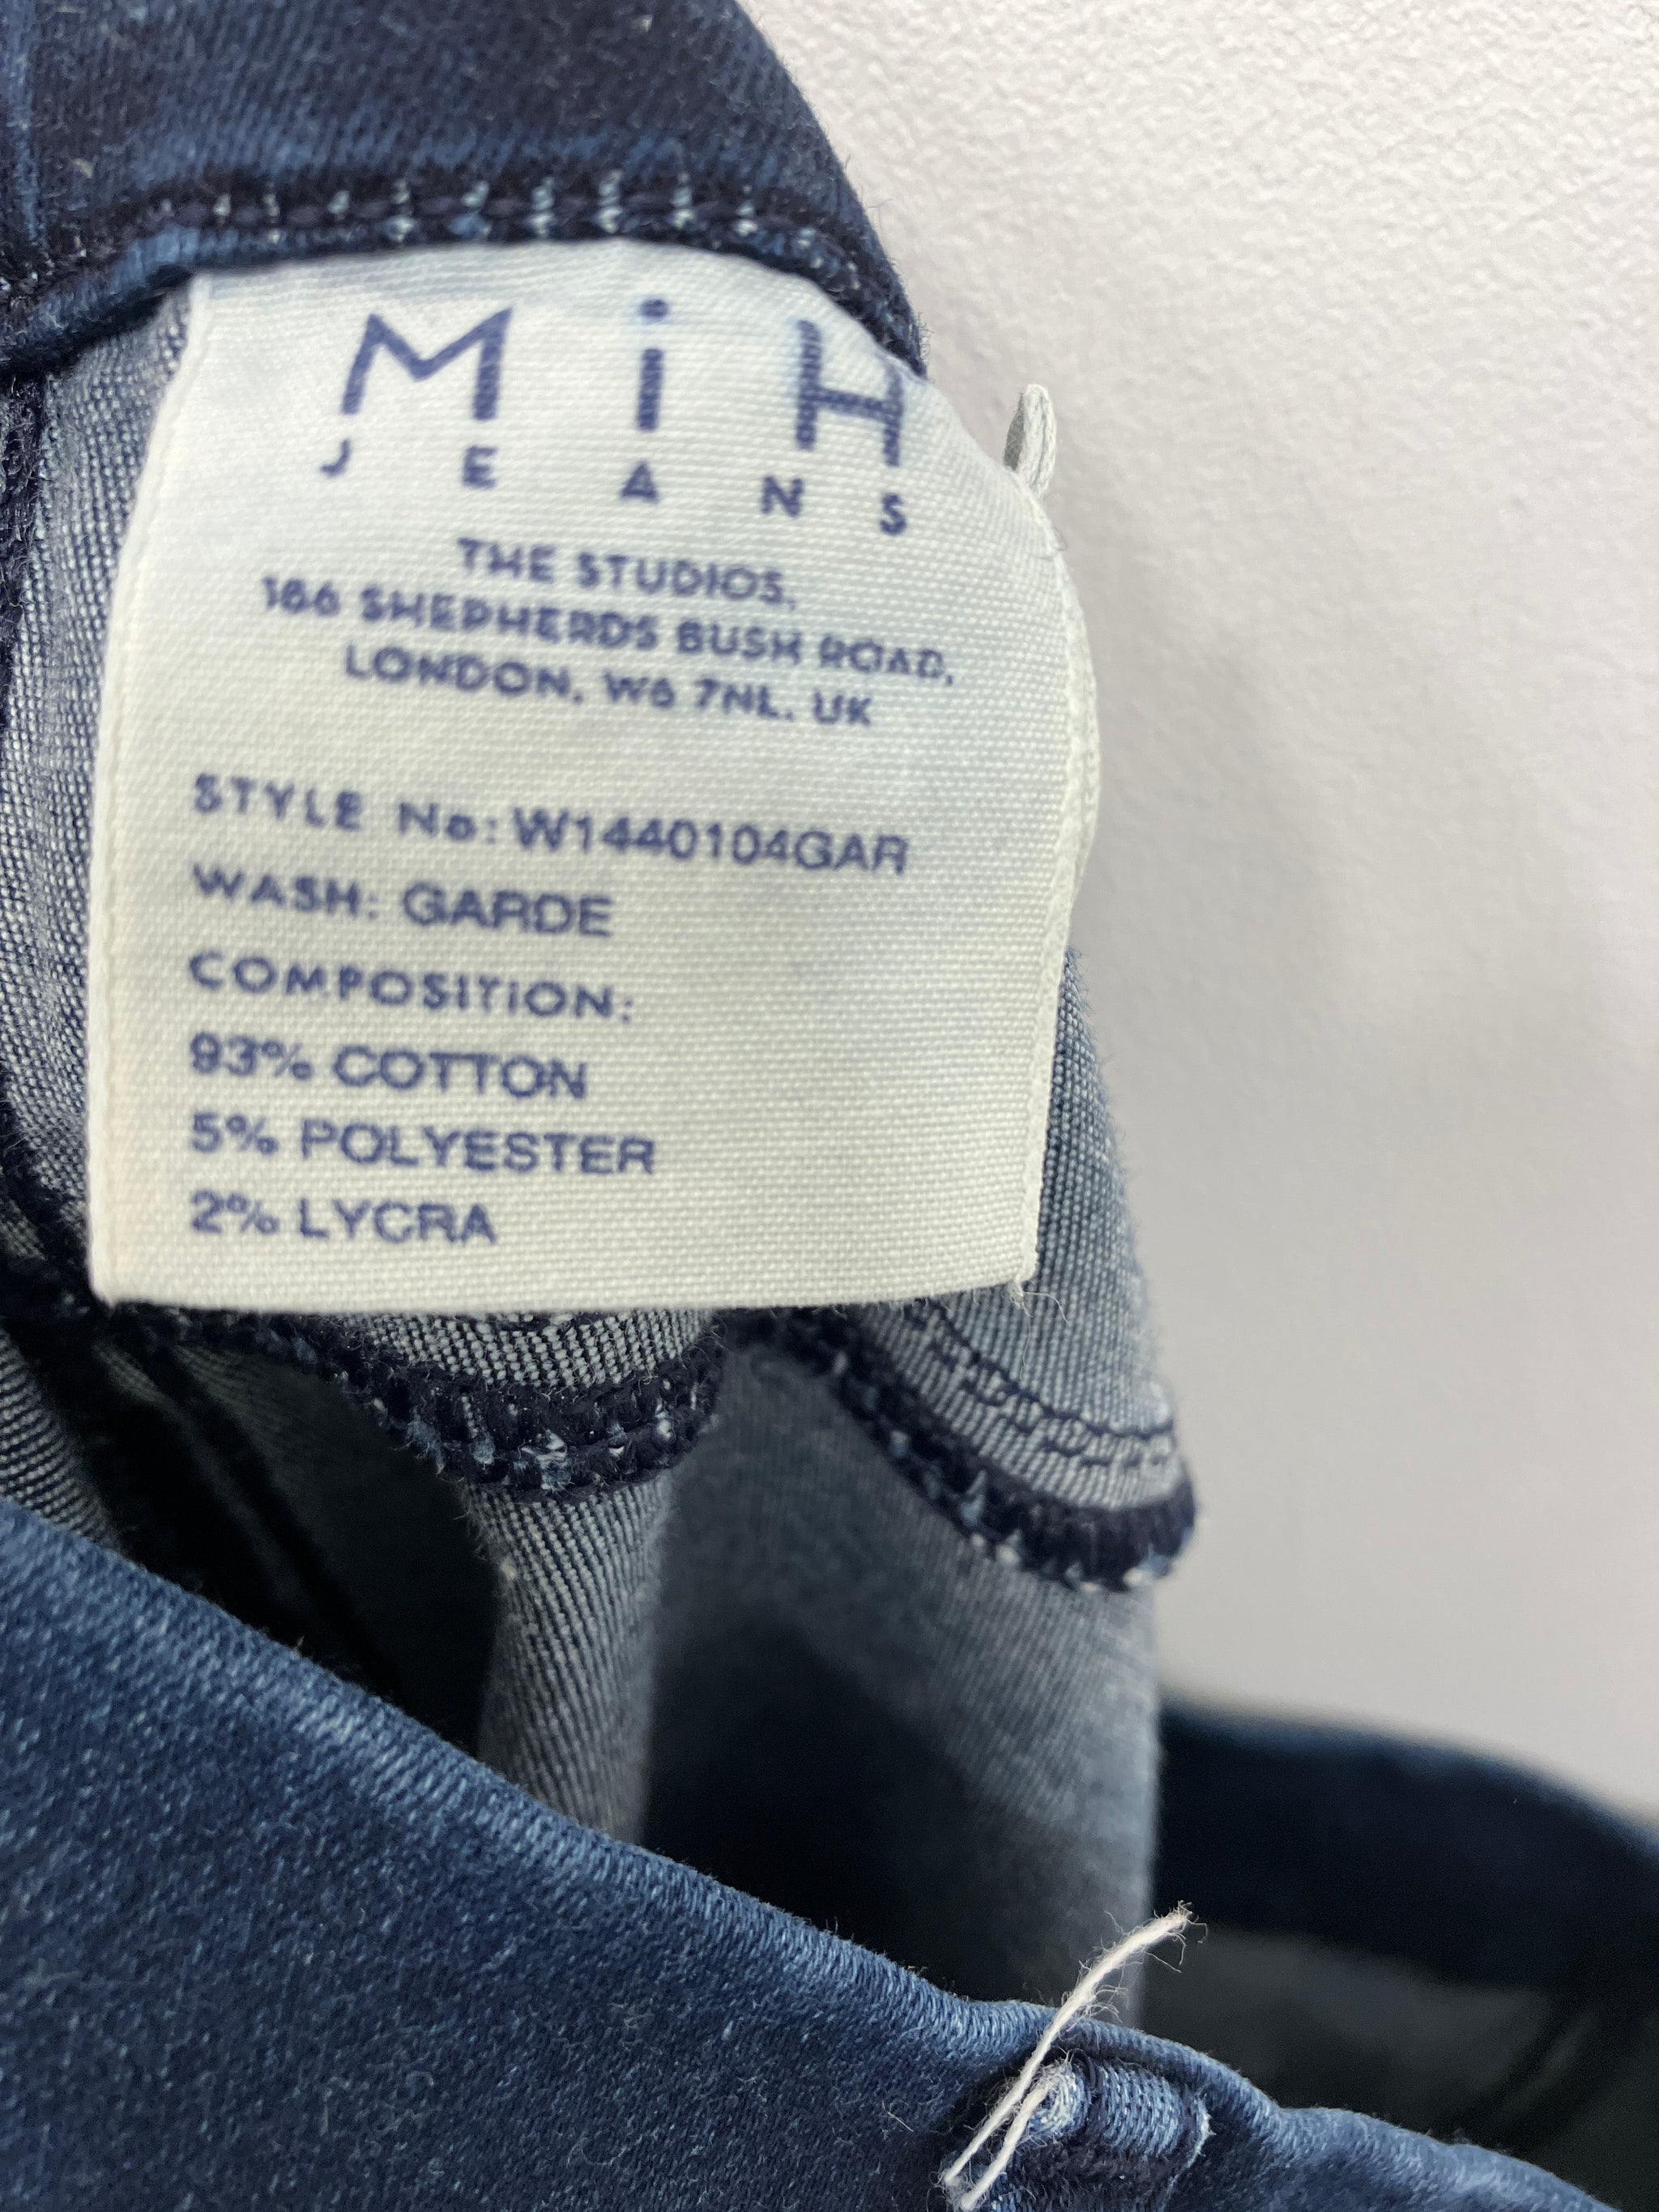 MiH
JEANS
THE STUDIOS,
186 SHEPHERDS BUSH ROAD,
LONDON, W6 7NL, UK
STYLE No: W1440104GAR
WASH: GARDE
COMPOSITION:
93% COTTON
5% POLYESTER
2% LYCRA